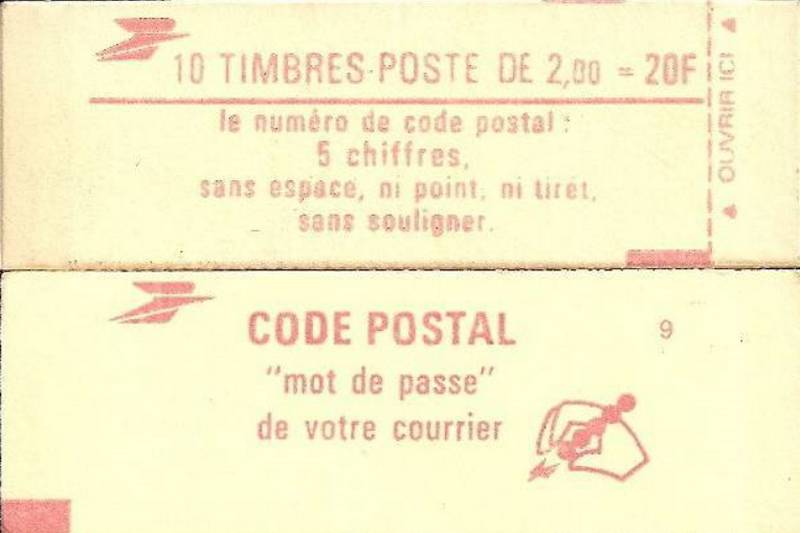 10 TIMBRES-POSTE DE 2,00 = 20F
le numéro de code postal :
5 chiffres,
sans espace, ni point, ni tiret,
sans souligner.
OUVRIR ICI
CODE POSTAL
9
"mot de passe"
de votre courrier